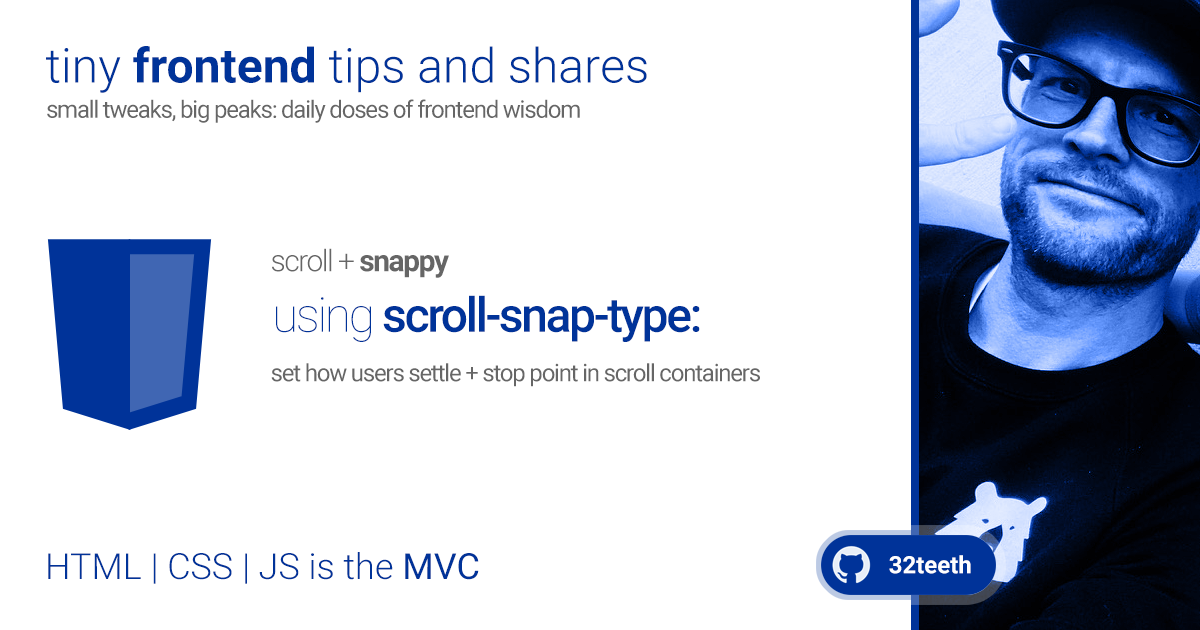 tiny frontend tips and shares
small tweaks, big peaks: daily doses of frontend wisdom
scroll + snappy
using scroll-snap-type:
set how users settle + stop point in scroll containers
HTML | CSS | JS is the MVC
32teeth